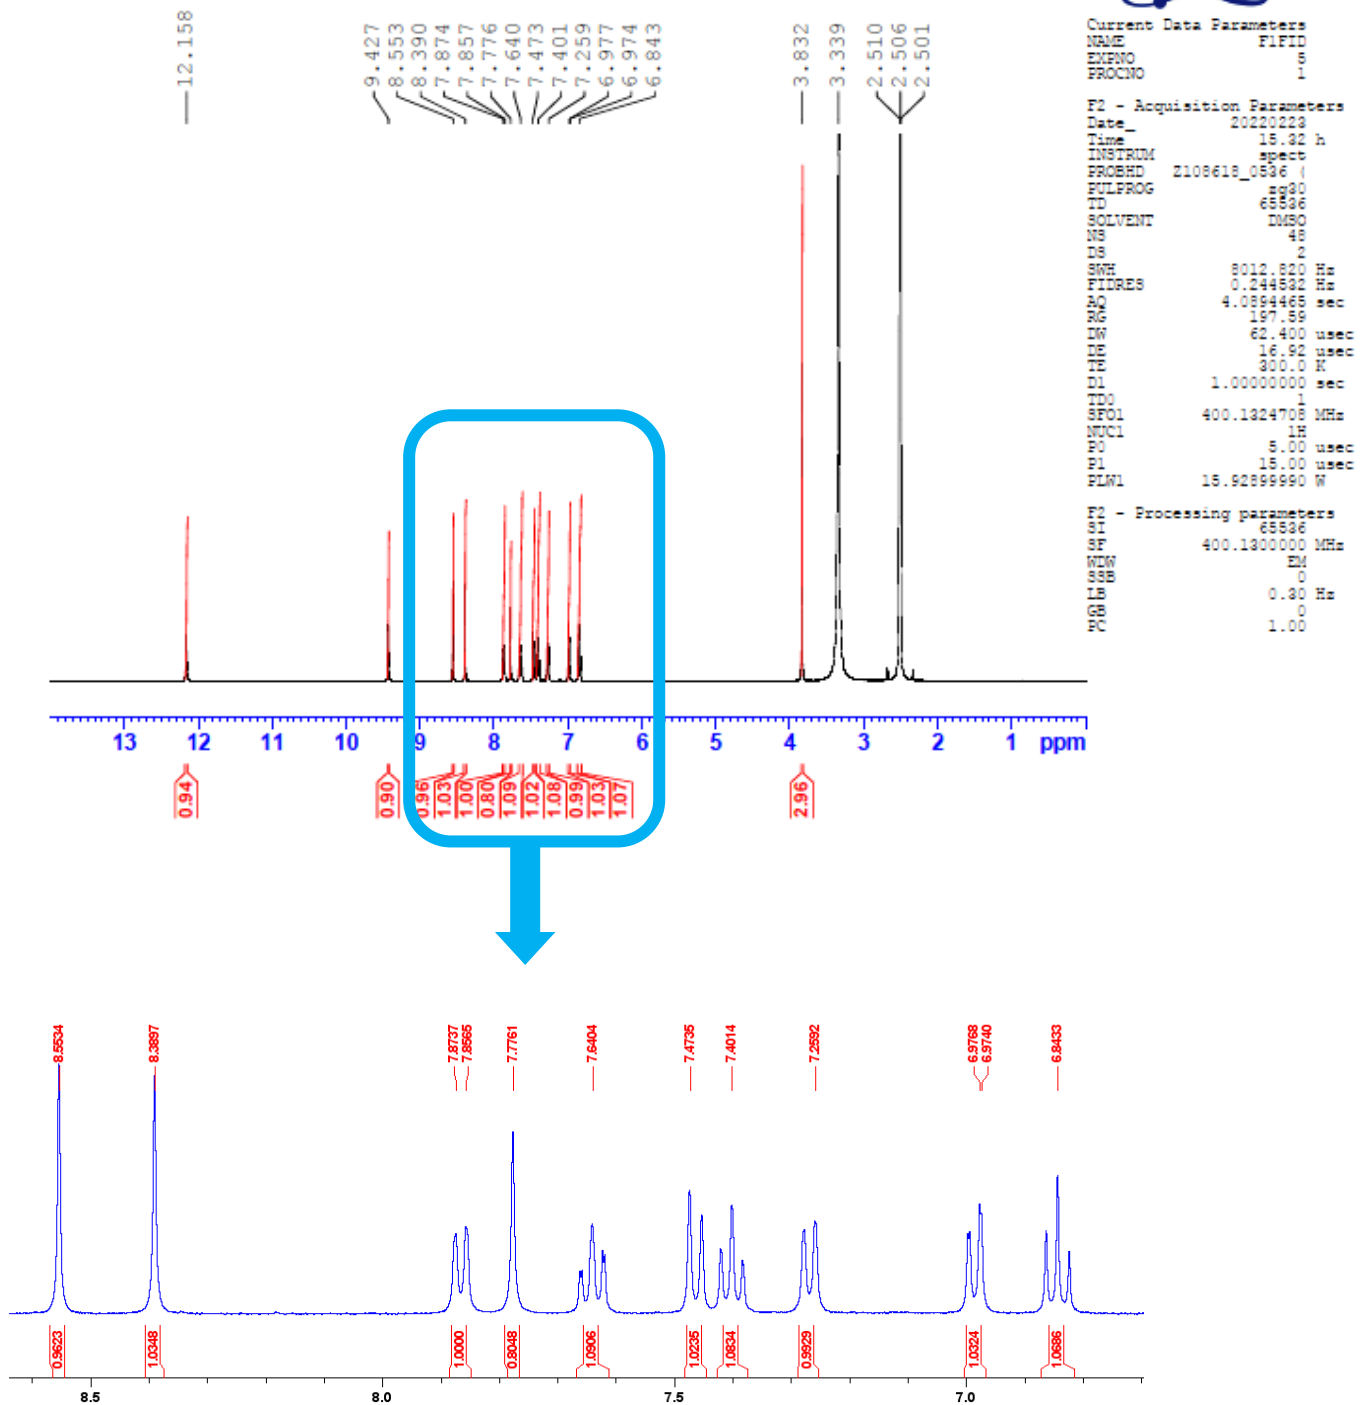 12.158
9.427
8.553
8.390
7.874
7.857
7.776
7.640
7.473
7.401
7.259
6.977
6.974
6.843
3.832
3.339
2.510
2.506
2.501
Current Data Parameters
NAME F1FID
EXPNO 5
PROCNO 1
F2 - Acquisition Parameters
Date_ 20220223
Time 15.32 h
INSTRUM spect
PROBHD Z108618_0536 (
PULPROG zg30
TD 65536
SOLVENT DMSO
NS 48
DS 2
SWH 8012.820 Hz
FIDRES 0.244532 Hz
AQ 4.0894465 sec
RG 197.59
DW 62.400 usec
DE 16.92 usec
TE 300.0 K
D1 1.00000000 sec
TD0 1
SFO1 400.1324708 MHz
NUC1 1H
P0 5.00 usec
P1 15.00 usec
PLW1 15.92899990 W
F2 - Processing parameters
SI 65536
SF 400.1300000 MHz
WDW EM
SSB 0
LB 0.30 Hz
GB 0
PC 1.00
13 12 11 10 9 8 7 6 5 4 3 2 1 ppm
0.94
0.90
0.96
1.03
1.00
0.80
1.09
1.02
1.08
0.99
1.03
1.07
2.96
8.5534
8.3897
7.8737
7.8565
7.7761
7.6404
7.4735
7.4014
7.2592
6.9768
6.9740
6.8433
0.9623
1.0348
1.0000
0.8048
1.0906
1.0235
1.0834
0.9929
1.0324
1.0686
8.5 8.0 7.5 7.0